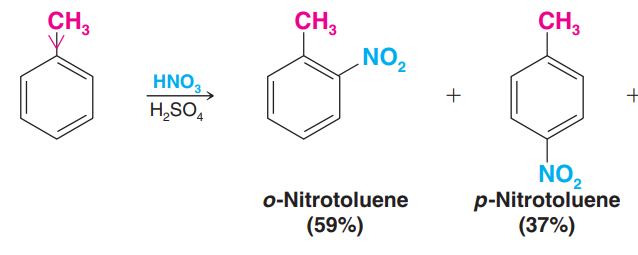 CH₃
HNO₃
H₂SO₄
CH₃
NO₂
+
CH₃
NO₂
+
o-Nitrotoluene
(59%)
p-Nitrotoluene
(37%)